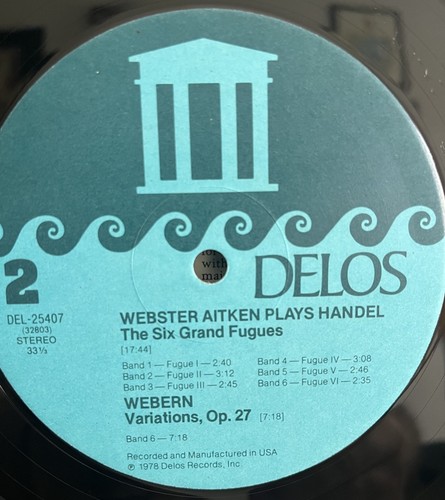 for
with
may
DELOS
2
DEL-25407
(32803)
STEREO
33⅓
WEBSTER AITKEN PLAYS HANDEL
The Six Grand Fugues
[17:44]
Band 1 — Fugue I — 2:40
Band 2 — Fugue II — 3:12
Band 3 — Fugue III — 2:45
Band 4 — Fugue IV — 3:08
Band 5 — Fugue V — 2:46
Band 6 — Fugue VI — 2:35
WEBERN
Variations, Op. 27 [7:18]
Band 6 — 7:18
Recorded and Manufactured in USA
℗ 1978 Delos Records, Inc.